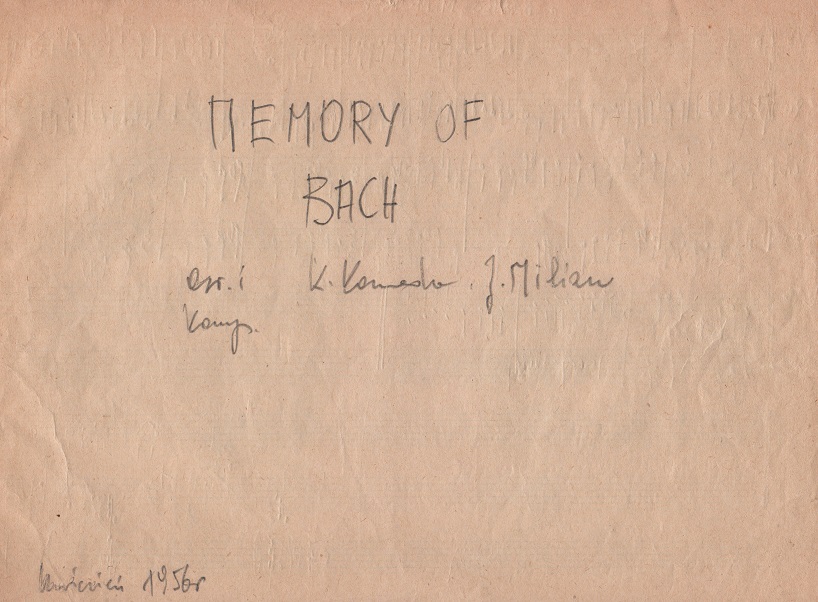 MEMORY OF
BACH
opr. i K. Komeda, J. Milian
Komp.
kwiecień 1956r